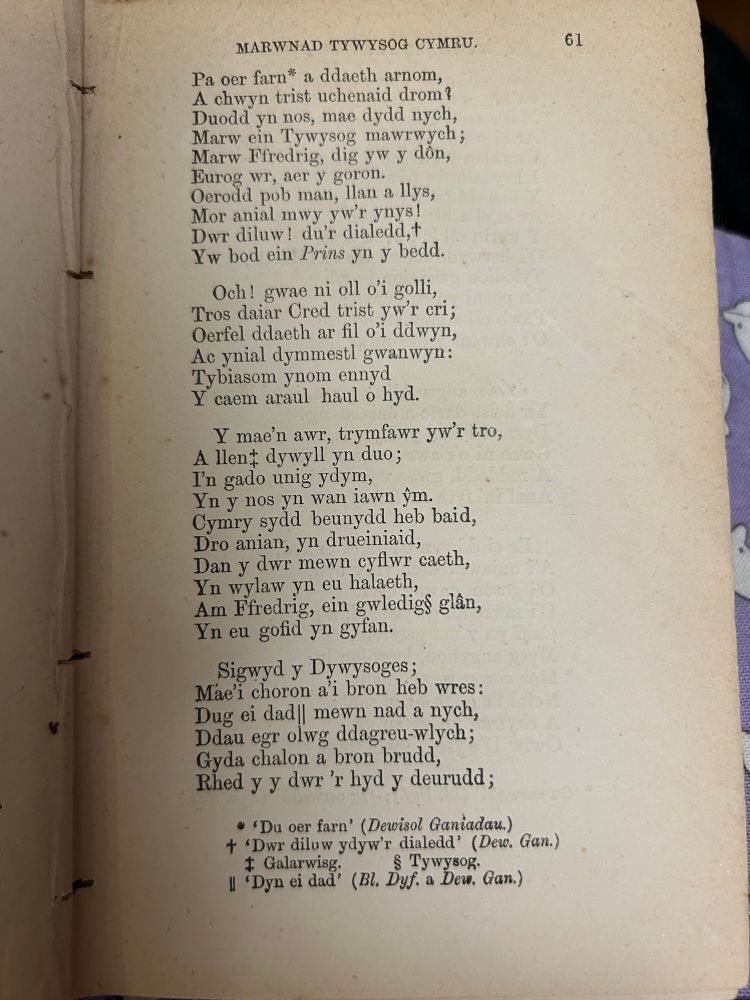 MARWNAD TYWYSOG CYMRU. 61
Pa oer farn* a ddaeth arnom,
A chwyn trist uchenaid drom?
Duodd yn nos, mae dydd nych,
Marw ein Tywysog mawrwych;
Marw Ffredrig, dig yw y dôn,
Eurog wr, aer y goron.
Oerodd pob man, llan a llys,
Mor anial mwy yw'r ynys!
Dwr diluw! du'r dialedd,†
Yw bod ein Prins yn y bedd.
Och! gwae ni oll o'i golli,
Tros daiar Cred trist yw'r cri;
Oerfel ddaeth ar fil o'i ddwyn,
Ac ynial dymmestl gwanwyn:
Tybiasom ynom ennyd
Y caem araul haul o hyd.
Y mae'n awr, trymfawr yw'r tro,
A llen‡ dywyll yn duo;
I'n gado unig ydym,
Yn y nos yn wan iawn ŷm.
Cymry sydd beunydd heb baid,
Dro anian, yn drueiniaid,
Dan y dwr mewn cyflwr caeth,
Yn wylaw yn eu halaeth,
Am Ffredrig, ein gwledig§ glân,
Yn eu gofid yn gyfan.
Sigwyd y Dywysoges;
Mae'i choron a'i bron heb wres:
Dug ei dad‖ mewn nad a nych,
Ddau egr olwg ddagreu-wlych;
Gyda chalon a bron brudd,
Rhed y y dwr 'r hyd y deurudd;
* 'Du oer farn' (Dewisol Ganiadau.)
† 'Dwr diluw ydyw'r dialedd' (Dew. Gan.)
‡ Galarwisg. § Tywysog.
‖ 'Dyn ei dad' (Bl. Dyf. a Dew. Gan.)